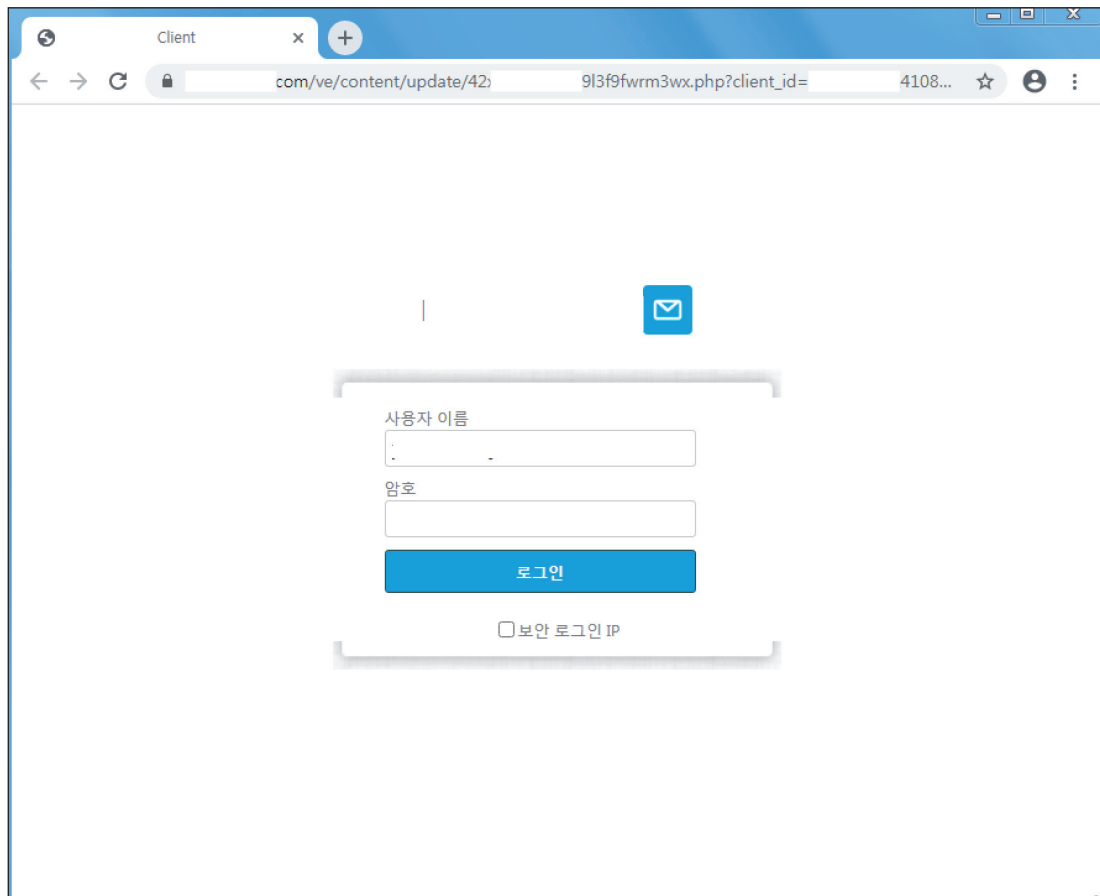 Client
com/ve/content/update/42 9l3f9fwrm3wx.php?client_id= 4108...
사용자 이름
암호
로그인
보안 로그인 IP